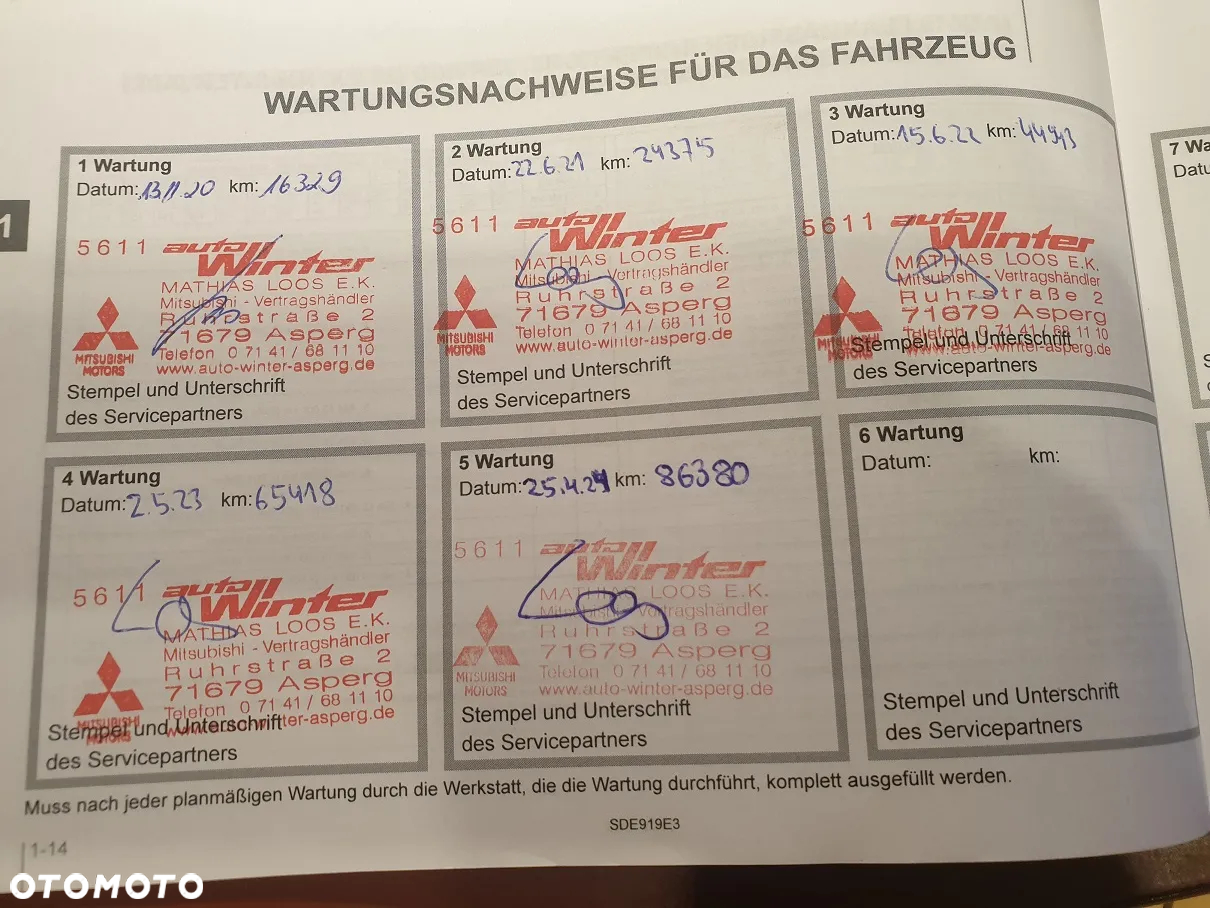 WARTUNGSNACHWEISE FÜR DAS FAHRZEUG
1 Wartung
Datum: 13.11.20 km: 16329
5611 auto Winter
MATHIAS LOOS E.K.
Mitsubishi - Vertragshändler
Ruhrstraße 2
71679 Asperg
Telefon 0 71 41 / 68 11 10
www.auto-winter-asperg.de
MITSUBISHI
MOTORS
Stempel und Unterschrift
des Servicepartners
2 Wartung
Datum: 22.6.21 km: 24375
5611 auto Winter
MATHIAS LOOS E.K.
Mitsubishi - Vertragshändler
Ruhrstraße 2
71679 Asperg
Telefon 0 71 41 / 68 11 10
www.auto-winter-asperg.de
MITSUBISHI
MOTORS
Stempel und Unterschrift
des Servicepartners
3 Wartung
Datum: 15.6.22 km: 44943
5611 auto Winter
MATHIAS LOOS E.K.
Mitsubishi - Vertragshändler
Ruhrstraße 2
71679 Asperg
Telefon 0 71 41 / 68 11 10
www.auto-winter-asperg.de
MITSUBISHI
MOTORS
Stempel und Unterschrift
des Servicepartners
4 Wartung
Datum: 2.5.23 km: 65418
5611 auto Winter
MATHIAS LOOS E.K.
Mitsubishi - Vertragshändler
Ruhrstraße 2
71679 Asperg
Telefon 0 71 41 / 68 11 10
www.auto-winter-asperg.de
MITSUBISHI
MOTORS
Stempel und Unterschrift
des Servicepartners
5 Wartung
Datum: 25.4.24 km: 86380
5611 auto Winter
MATHIAS LOOS E.K.
Mitsubishi - Vertragshändler
Ruhrstraße 2
71679 Asperg
Telefon 0 71 41 / 68 11 10
www.auto-winter-asperg.de
MITSUBISHI
MOTORS
Stempel und Unterschrift
des Servicepartners
6 Wartung
Datum: km:
Stempel und Unterschrift
des Servicepartners
7 Wa
Datu
Muss nach jeder planmäßigen Wartung durch die Werkstatt, die die Wartung durchführt, komplett ausgefüllt werden.
SDE919E3
1-14
1
OTOMOTO